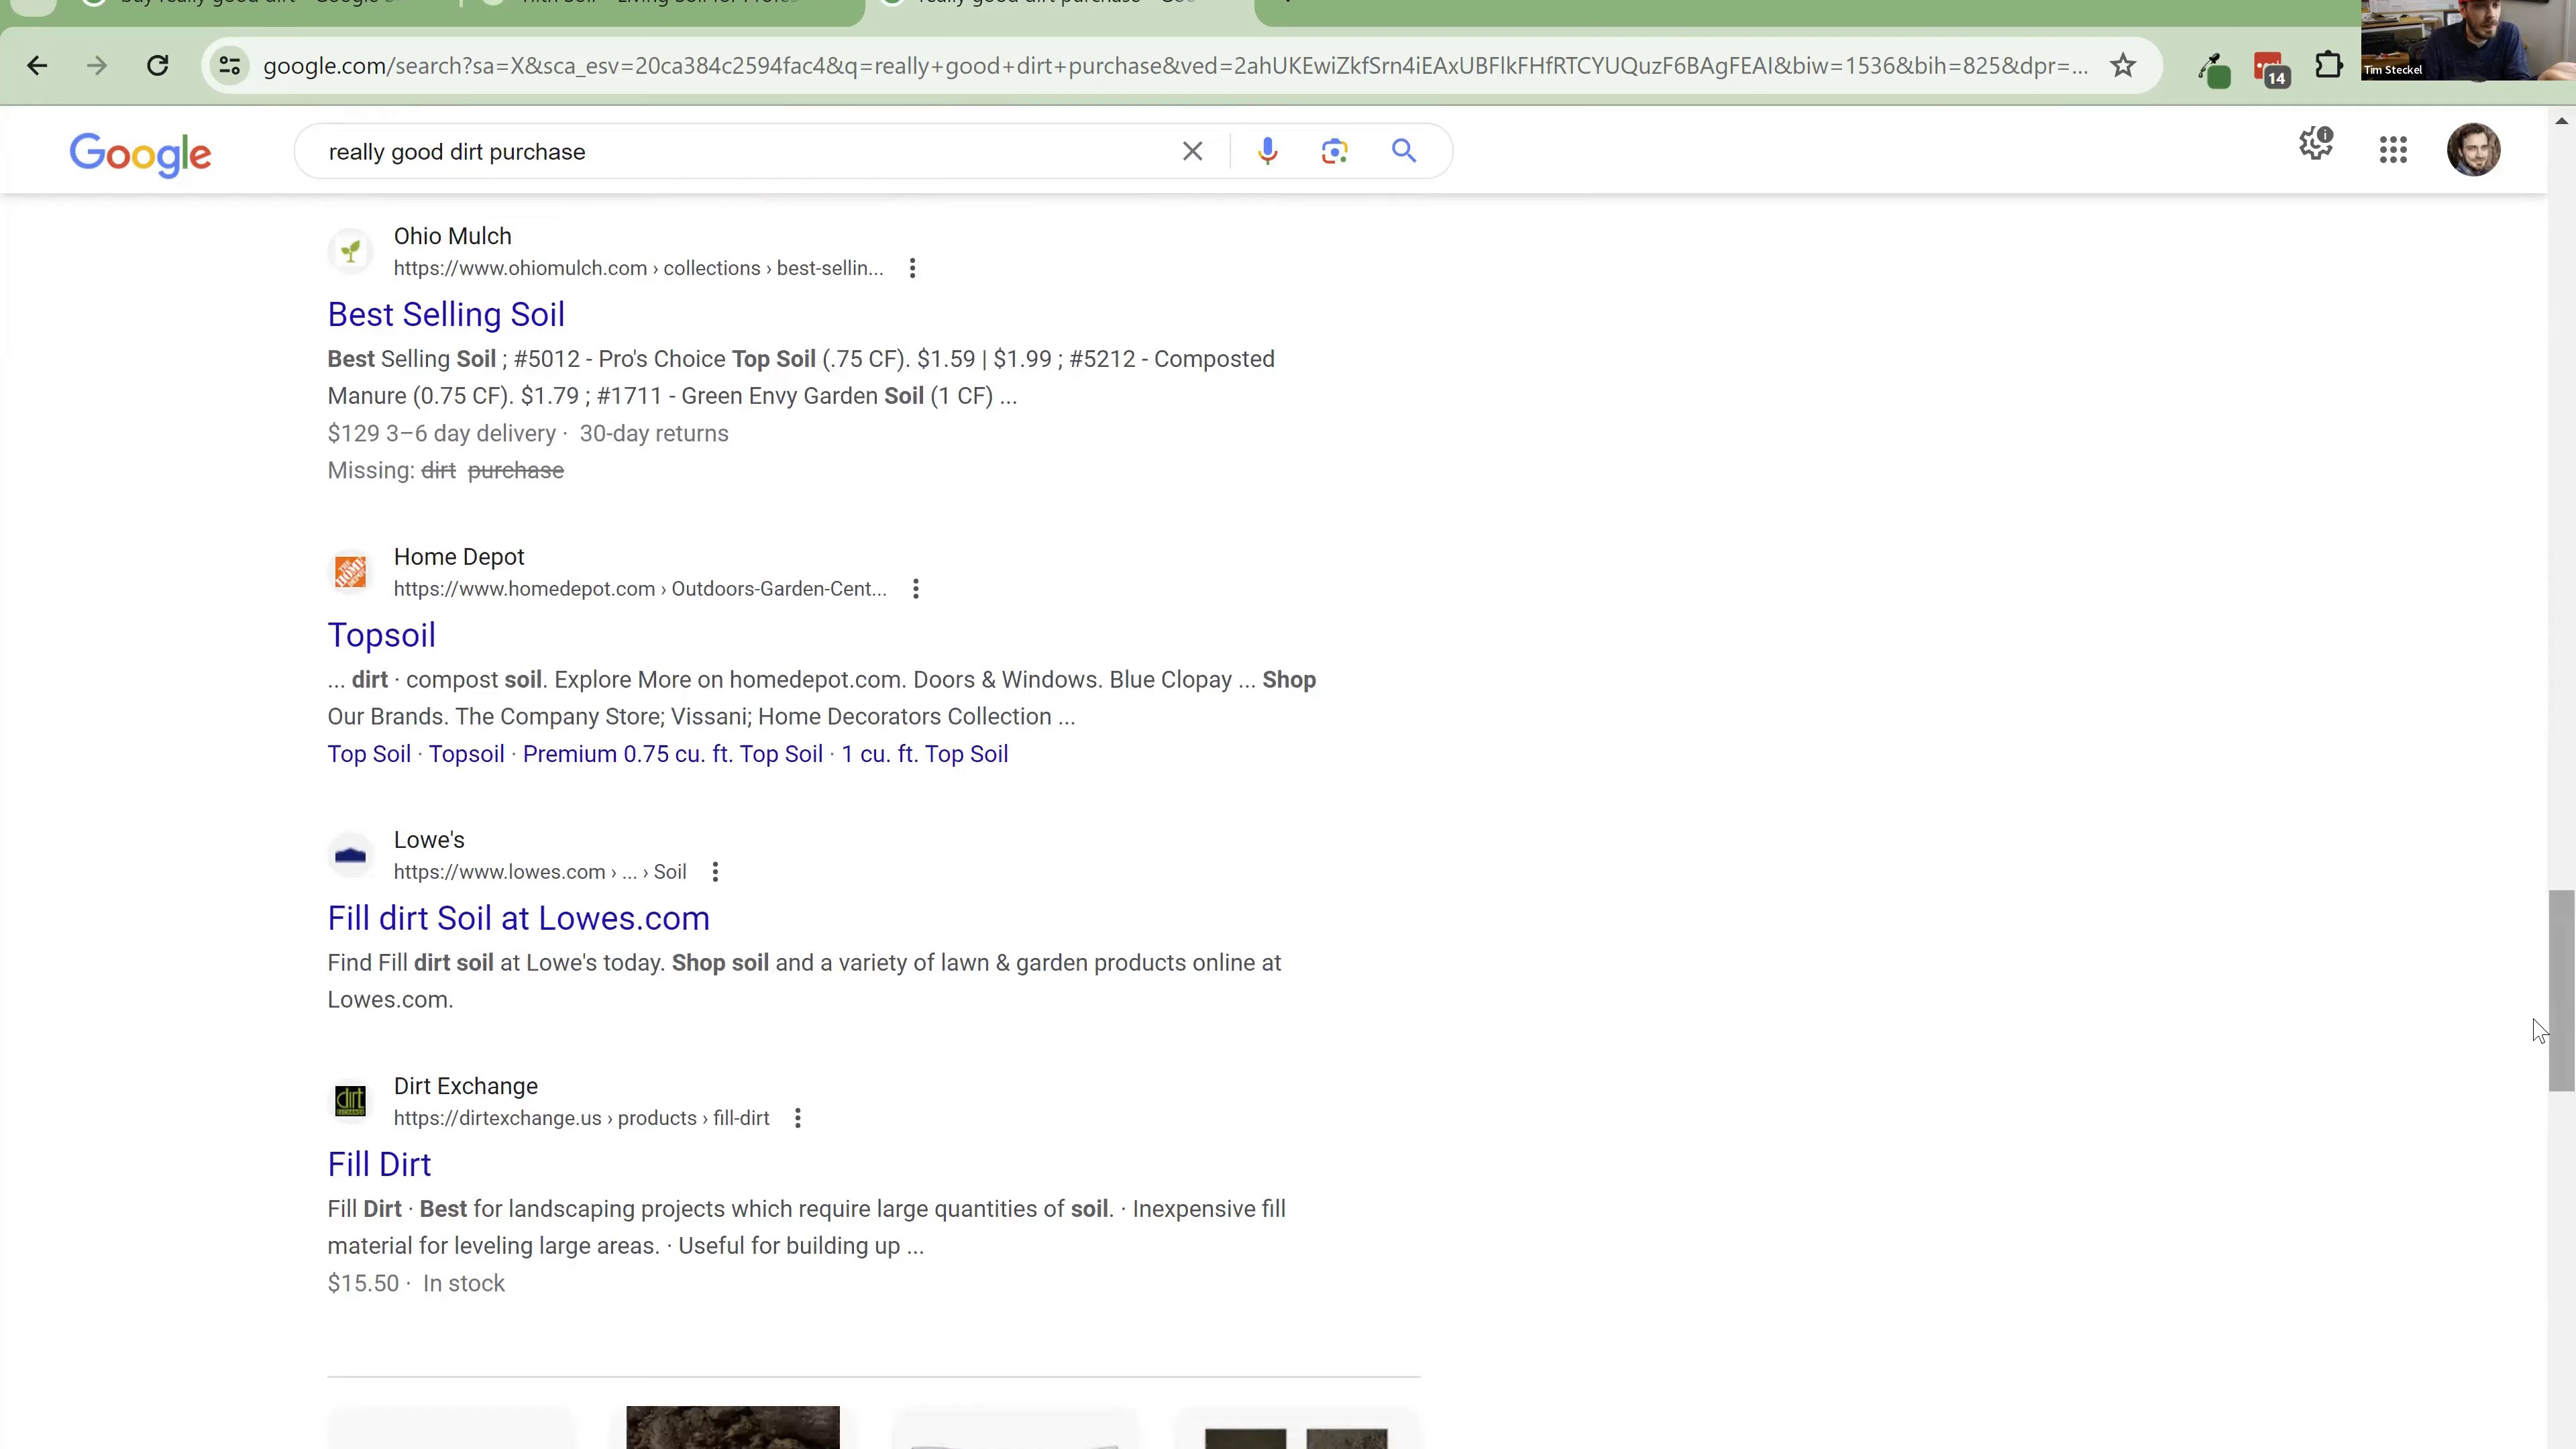 google.com/search?sa=X&sca_esv=20ca384c2594fac4&q=really+good+dirt+purchase&ved=2ahUKEwiZkfSrn4iEAxUBFlkFHfRTCYUQuzF6BAgFEAI&biw=1536&bih=825&dpr=...
14
Tim Steckel
Google
really good dirt purchase
Ohio Mulch
https://www.ohiomulch.com › collections › best-sellin...
Best Selling Soil
Best Selling Soil ; #5012 - Pro's Choice Top Soil (.75 CF). $1.59 | $1.99 ; #5212 - Composted
Manure (0.75 CF). $1.79 ; #1711 - Green Envy Garden Soil (1 CF) ...
$129 3–6 day delivery · 30-day returns
Missing: dirt purchase
THE HOME DEPOT
Home Depot
https://www.homedepot.com › Outdoors-Garden-Cent...
Topsoil
... dirt · compost soil. Explore More on homedepot.com. Doors & Windows. Blue Clopay ... Shop
Our Brands. The Company Store; Vissani; Home Decorators Collection ...
Top Soil · Topsoil · Premium 0.75 cu. ft. Top Soil · 1 cu. ft. Top Soil
Lowe's
https://www.lowes.com › ... › Soil
Fill dirt Soil at Lowes.com
Find Fill dirt soil at Lowe's today. Shop soil and a variety of lawn & garden products online at
Lowes.com.
dirt
Dirt Exchange
https://dirtexchange.us › products › fill-dirt
Fill Dirt
Fill Dirt · Best for landscaping projects which require large quantities of soil. · Inexpensive fill
material for leveling large areas. · Useful for building up ...
$15.50 · In stock